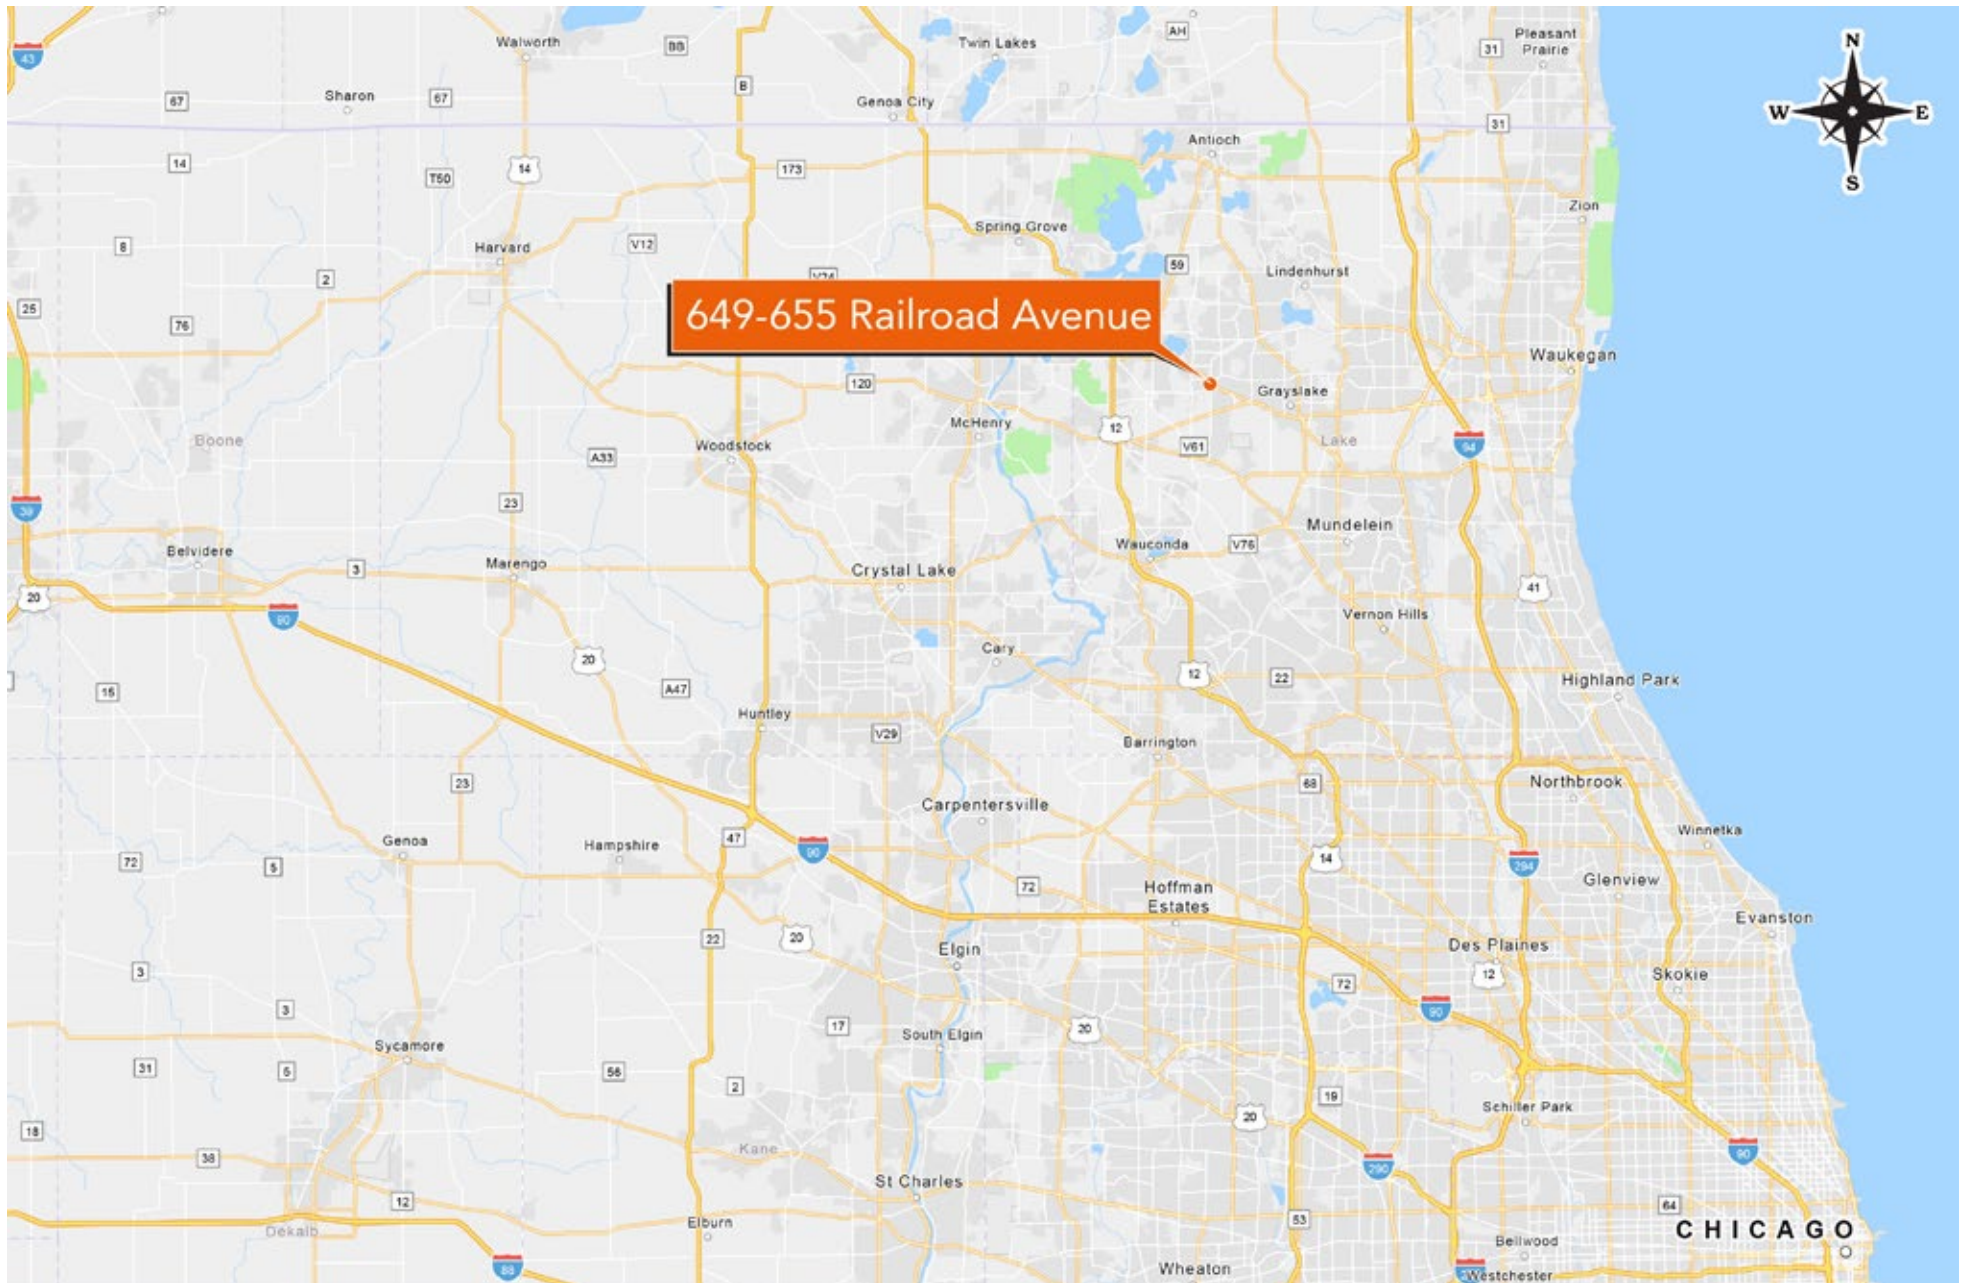 Walworth
BB
Twin Lakes
AH
31
Pleasant
Prairie
N
43
B
67
Sharon
67
Genoa City
W
E
31
Antioch
S
14
T50
14
173
Zion
Spring Grove
8
Harvard
V12
2
59
Lindenhurst
25
76
649-655 Railroad Avenue
Waukegan
120
Grayslake
McHenry
12
Boone
Woodstock
A33
V61
Lake
94
39
23
Mundelein
Belvidere
Marengo
3
Wauconda
V76
Crystal Lake
20
90
41
Vernon Hills
20
Cary
15
A47
12
22
Highland Park
Huntley
V29
Barrington
23
68
Northbrook
Carpentersville
Winnetka
47
Genoa
Hampshire
90
14
72
5
294
72
Hoffman
Estates
Glenview
Evanston
22
20
Elgin
Des Plaines
12
3
72
Skokie
3
90
17
20
South Elgin
Sycamore
31
5
56
2
19
Schiller Park
20
18
38
Kane
290
90
St Charles
12
64
Dekalb
Elburn
53
CHICAGO
Bellwood
88
Wheaton
Westchester